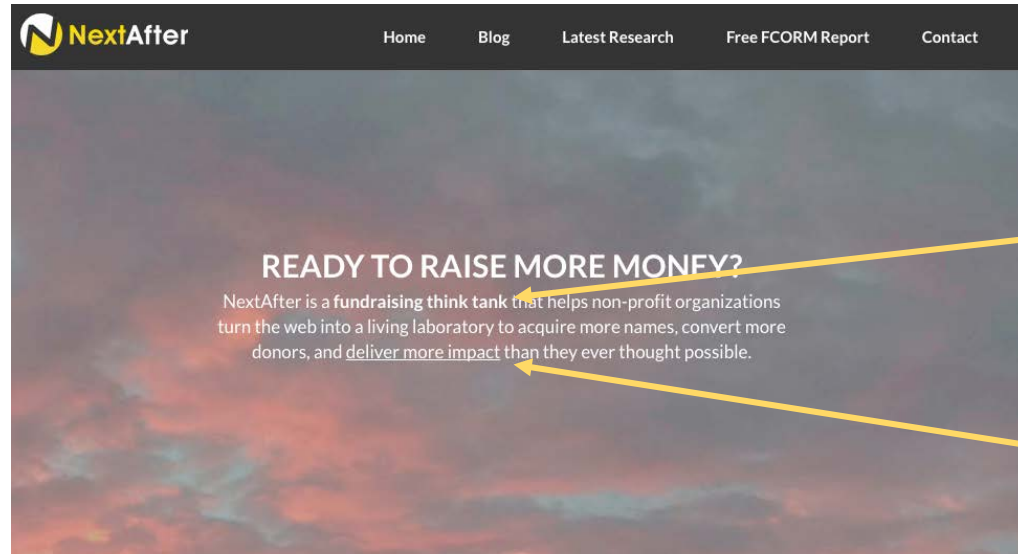 NextAfter
Home Blog Latest Research Free FCORM Report Contact
READY TO RAISE MORE MONEY?
NextAfter is a fundraising think tank that helps non-profit organizations
turn the web into a living laboratory to acquire more names, convert more
donors, and deliver more impact than they ever thought possible.